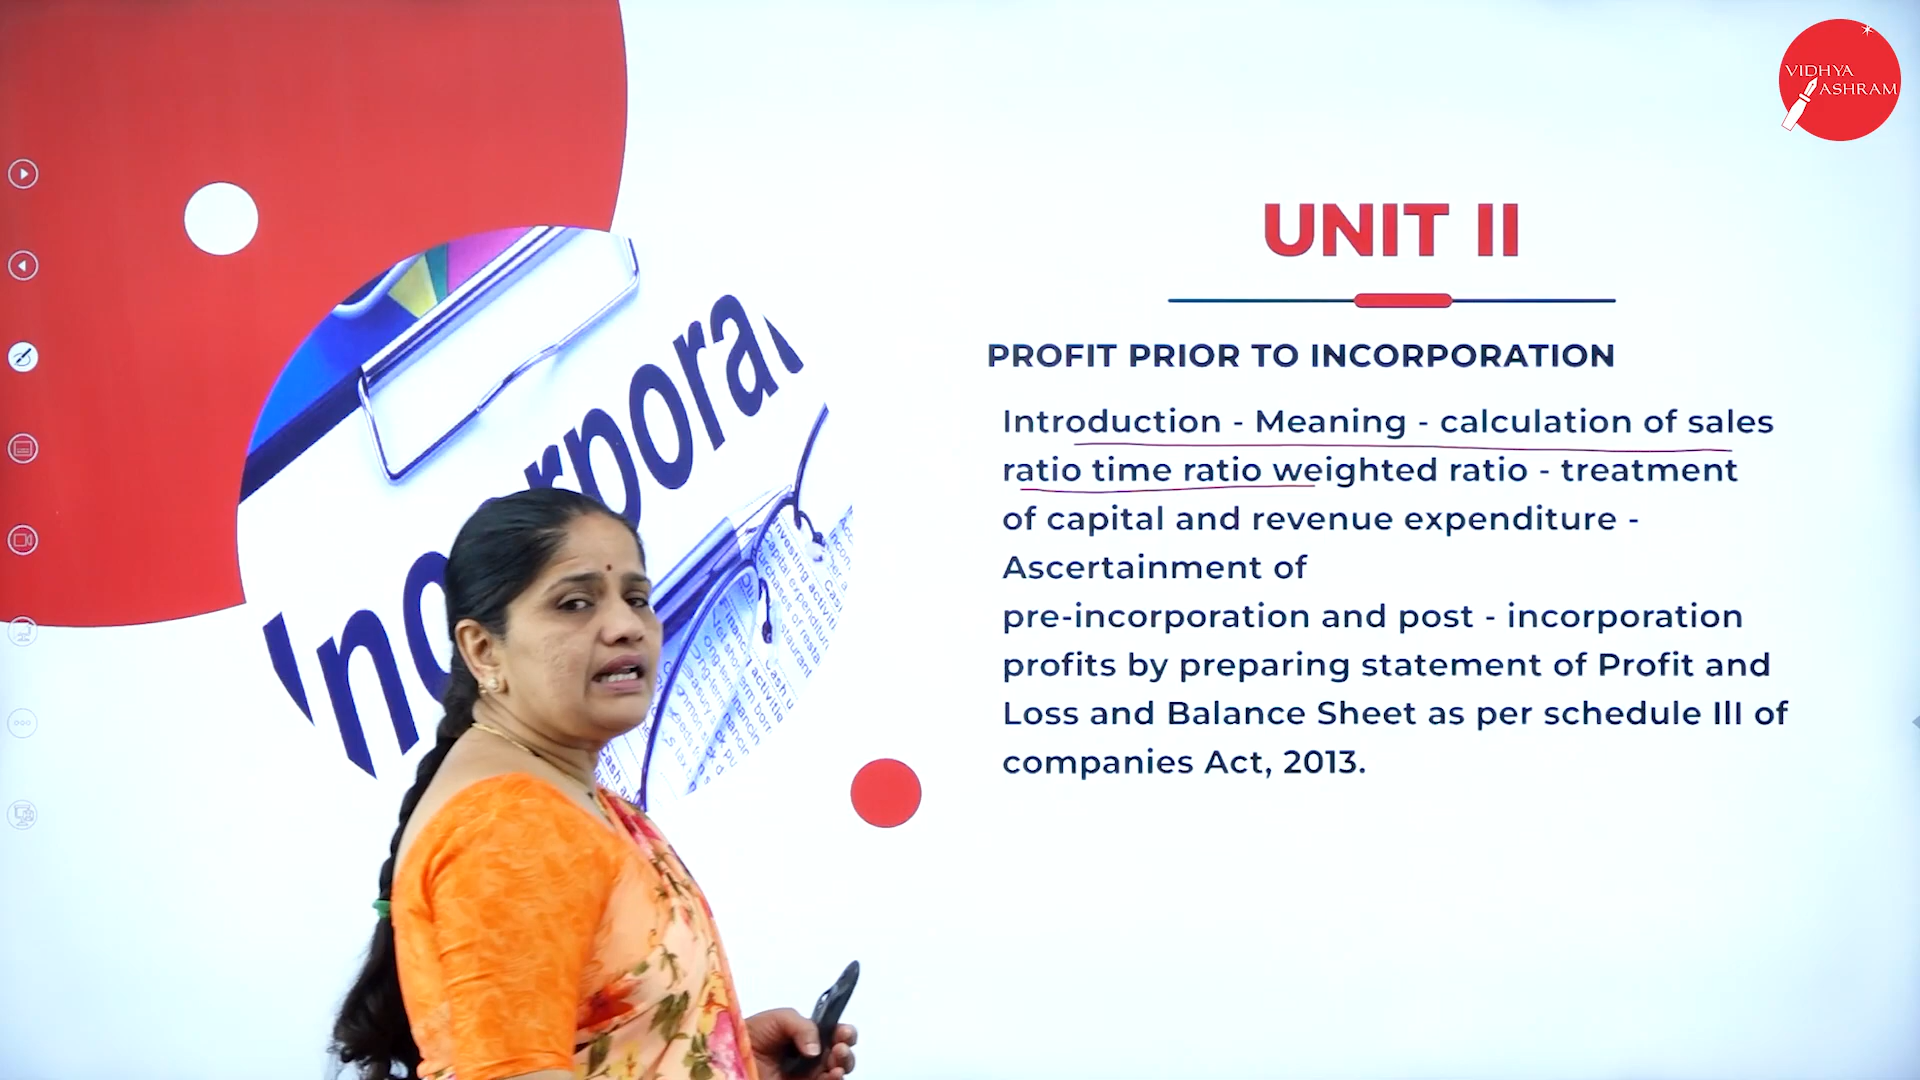 VIDHYA
ASHRAM
UNIT II
PROFIT PRIOR TO INCORPORATION
Introduction - Meaning - calculation of sales
ratio time ratio weighted ratio - treatment
of capital and revenue expenditure -
Ascertainment of
pre-incorporation and post - incorporation
profits by preparing statement of Profit and
Loss and Balance Sheet as per schedule III of
companies Act, 2013.